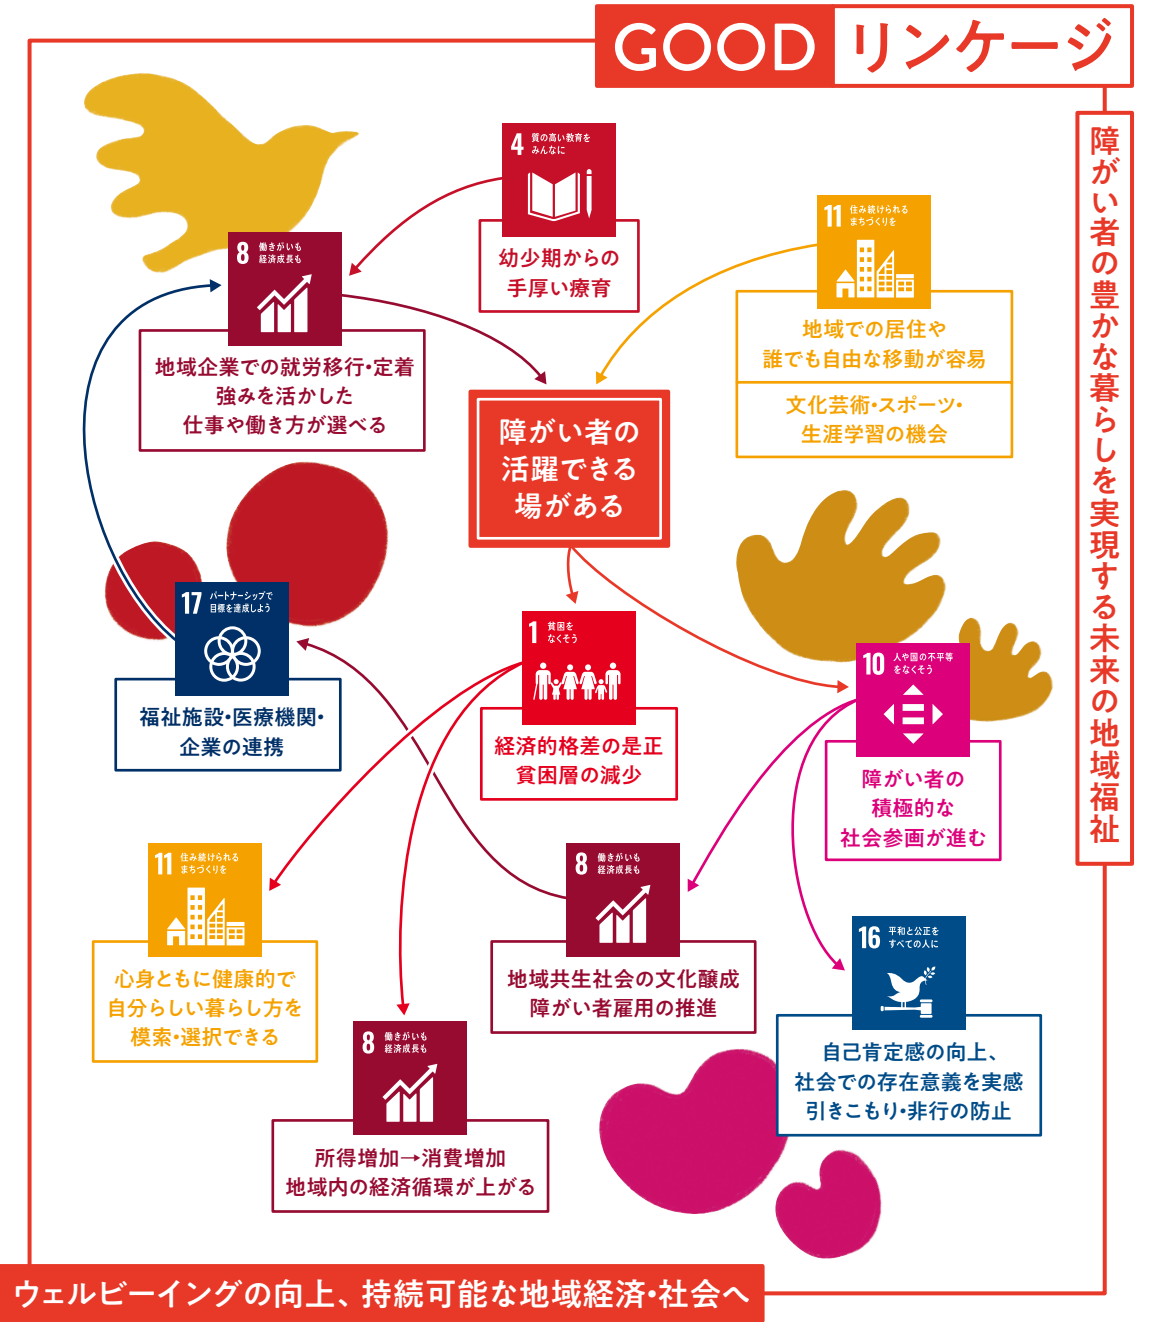 GOOD リンケージ
障がい者の豊かな暮らしを実現する未来の地域福祉
4 質の高い教育を
みんなに
幼少期からの
手厚い療育
11 住み続けられる
まちづくりを
地域での居住や
誰でも自由な移動が容易
文化芸術・スポーツ・
生涯学習の機会
8 働きがいも
経済成長も
地域企業での就労移行・定着
強みを活かした
仕事や働き方が選べる
障がい者の
活躍できる
場がある
17 パートナーシップで
目標を達成しよう
福祉施設・医療機関・
企業の連携
1 貧困を
なくそう
経済的格差の是正
貧困層の減少
10 人や国の不平等
をなくそう
障がい者の
積極的な
社会参画が進む
11 住み続けられる
まちづくりを
心身ともに健康的で
自分らしい暮らし方を
模索・選択できる
8 働きがいも
経済成長も
地域共生社会の文化醸成
障がい者雇用の推進
16 平和と公正を
すべての人に
自己肯定感の向上、
社会での存在意義を実感
引きこもり・非行の防止
8 働きがいも
経済成長も
所得増加→消費増加
地域内の経済循環が上がる
ウェルビーイングの向上、持続可能な地域経済・社会へ